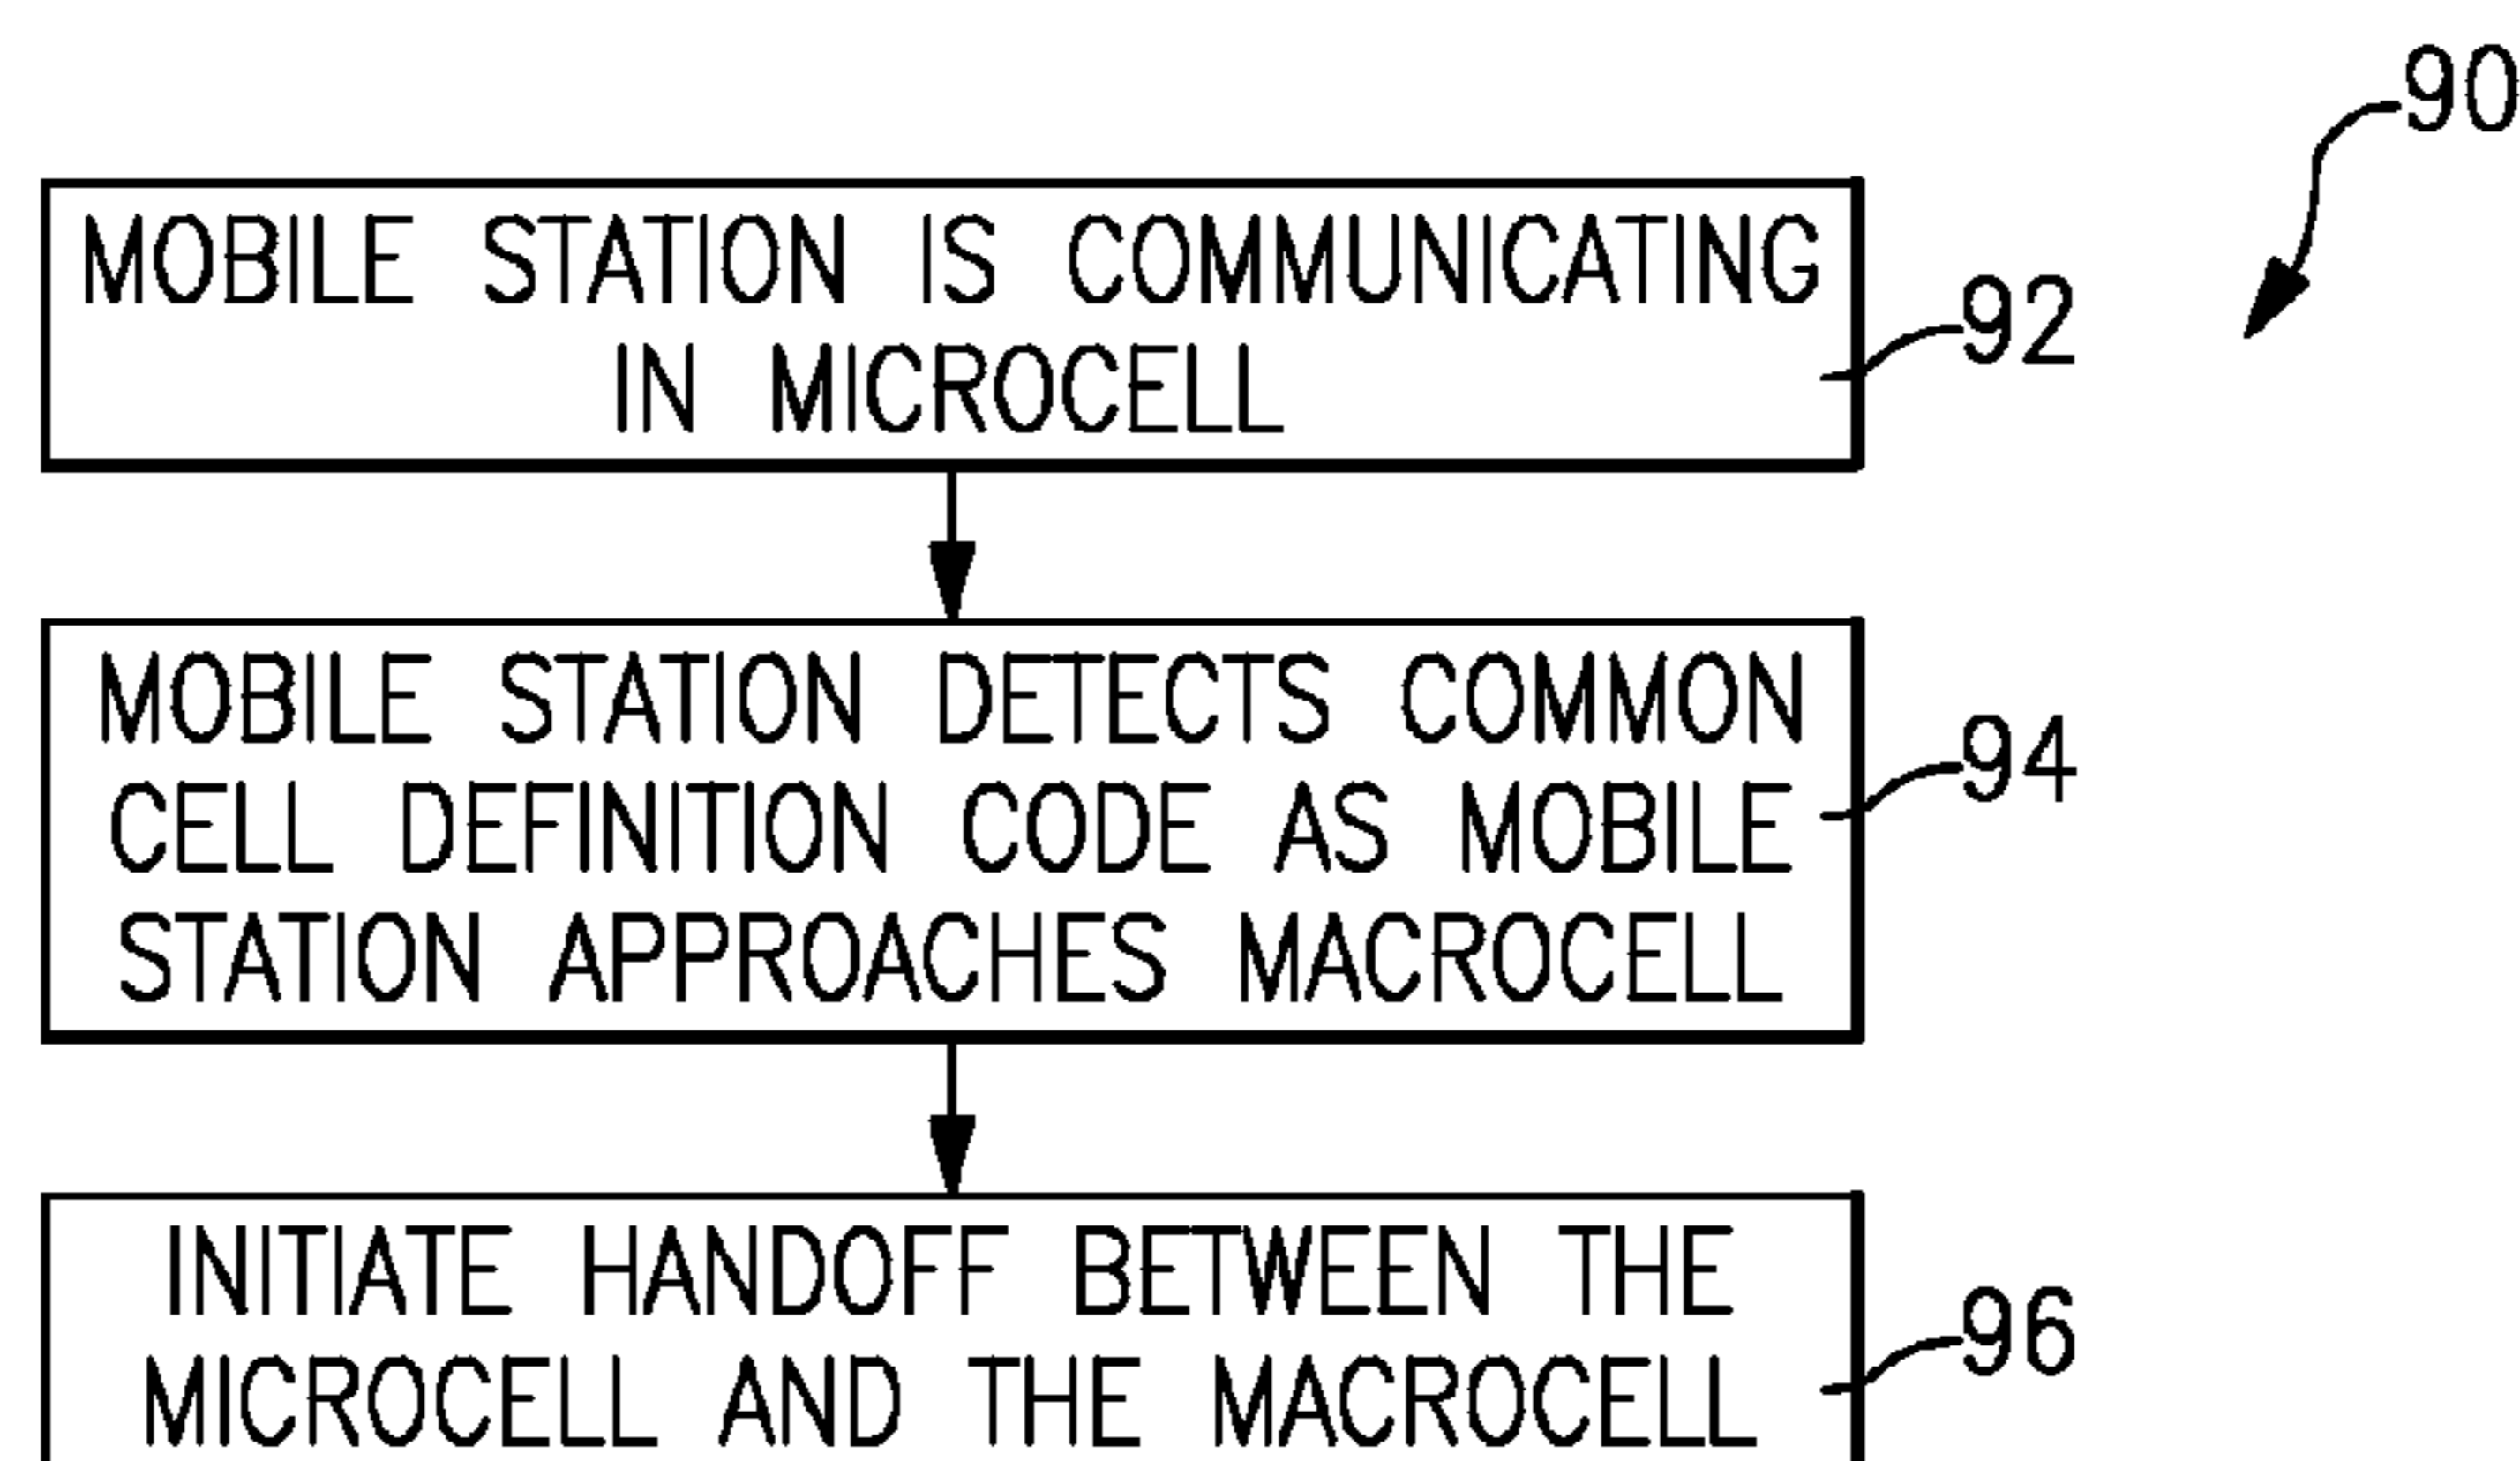 90
MOBILE STATION IS COMMUNICATING
IN MICROCELL
92
MOBILE STATION DETECTS COMMON
CELL DEFINITION CODE AS MOBILE
STATION APPROACHES MACROCELL
94
INITIATE HANDOFF BETWEEN THE
MICROCELL AND THE MACROCELL
96